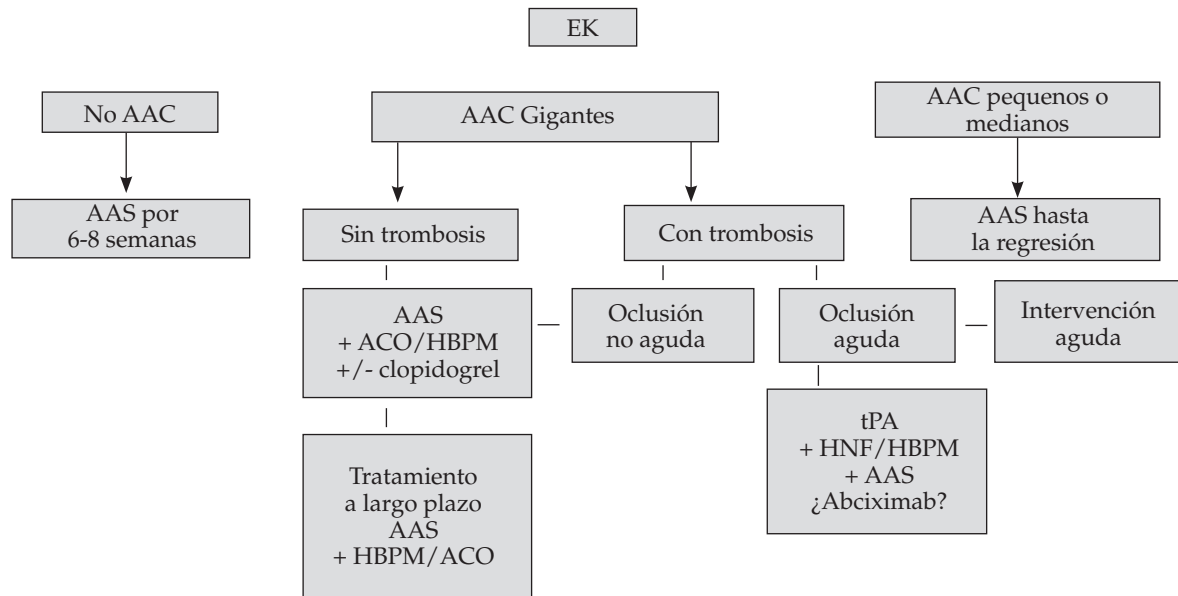 EK
No AAC
AAC Gigantes
AAC pequenos o
medianos
AAS por
6-8 semanas
Sin trombosis
Con trombosis
AAS hasta
la regresión
AAS
+ ACO/HBPM
+/- clopidogrel
Oclusión
no aguda
Oclusión
aguda
Intervención
aguda
Tratamiento
a largo plazo
AAS
+ HBPM/ACO
tPA
+ HNF/HBPM
+ AAS
¿Abciximab?